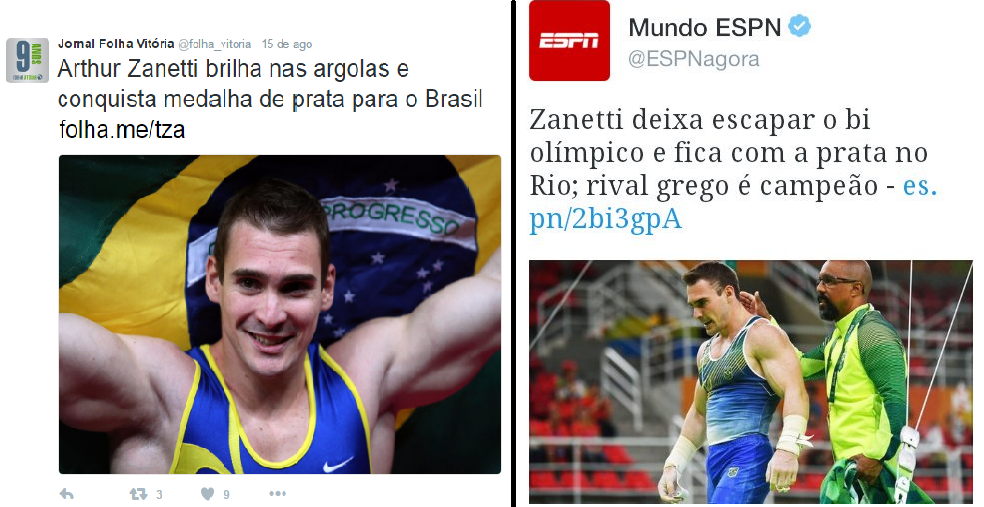 9
ANOS
Jornal Folha Vitória @folha_vitoria 15 de ago
Arthur Zanetti brilha nas argolas e
conquista medalha de prata para o Brasil
folha.me/tza
PROGRESSO
3
9
ESPN
Mundo ESPN
@ESPNagora
Zanetti deixa escapar o bi
olímpico e fica com a prata no
Rio; rival grego é campeão - es.
pn/2bi3gpA